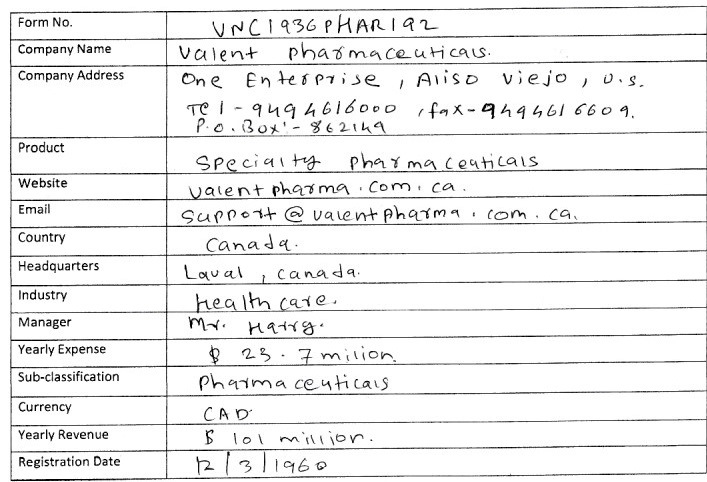 Form No. VNC1936PHAR192
Company Name Valent Pharmaceuticals.
Company Address One Enterprise, Aliso Viejo, U.S.
Tel - 9494616000, fax - 9494616609.
P.O.Box:- 862149
Product Specialty Pharmaceuticals
Website valentpharma.com.ca.
Email support@valentpharma.com.ca.
Country Canada.
Headquarters Laval, Canada.
Industry Healthcare.
Manager Mr. Harry.
Yearly Expense $ 23.7 milion.
Sub-classification Pharmaceuticals
Currency CAD
Yearly Revenue $ 101 million.
Registration Date 12/3/1960